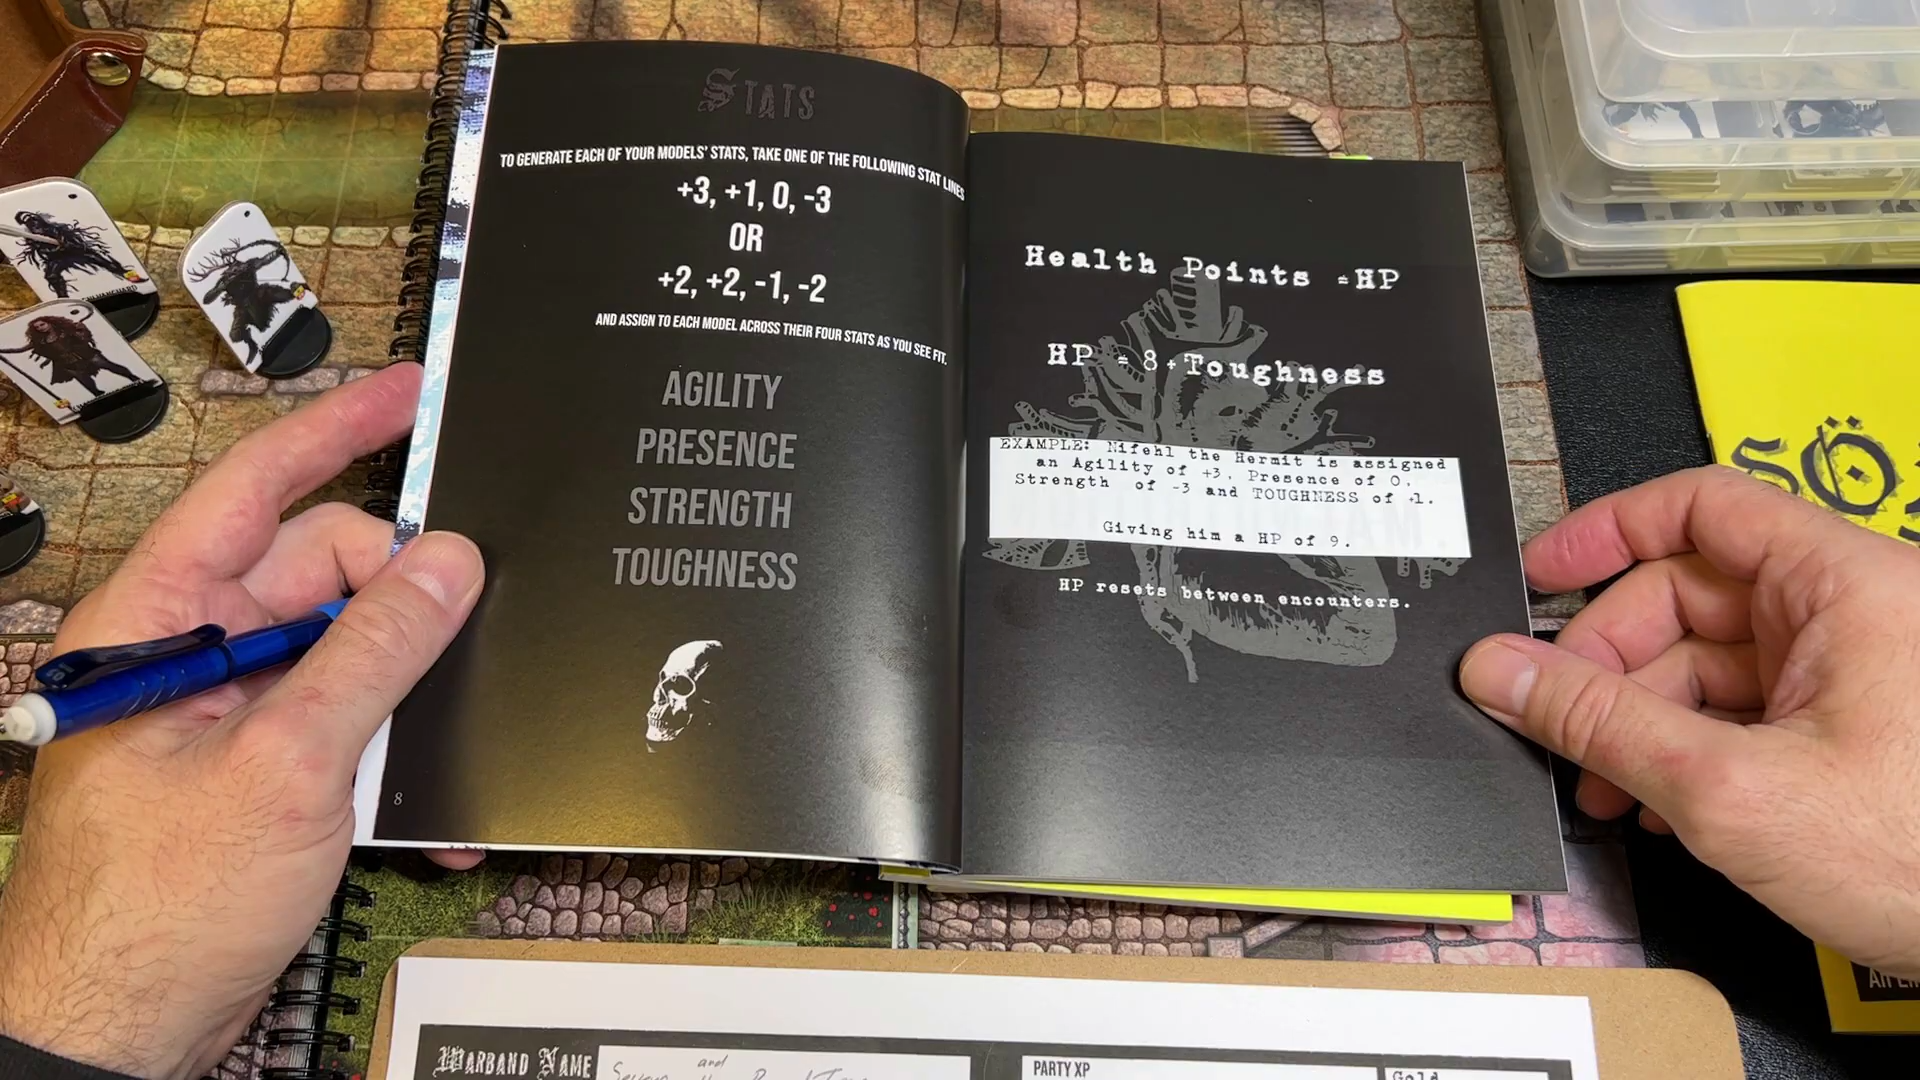 STATS
TO GENERATE EACH OF YOUR MODELS' STATS, TAKE ONE OF THE FOLLOWING STAT LINES
+3, +1, 0, -3
OR
+2, +2, -1, -2
AND ASSIGN TO EACH MODEL ACROSS THEIR FOUR STATS AS YOU SEE FIT.
AGILITY
PRESENCE
STRENGTH
TOUGHNESS
8
Health Points = HP
HP = 8 + Toughness
EXAMPLE: Nifehl the Hermit is assigned
an Agility of +3, Presence of 0,
Strength of -3 and TOUGHNESS of +1.
Giving him a HP of 9.
HP resets between encounters.
WARBAND NAME
and
PARTY XP
Gold